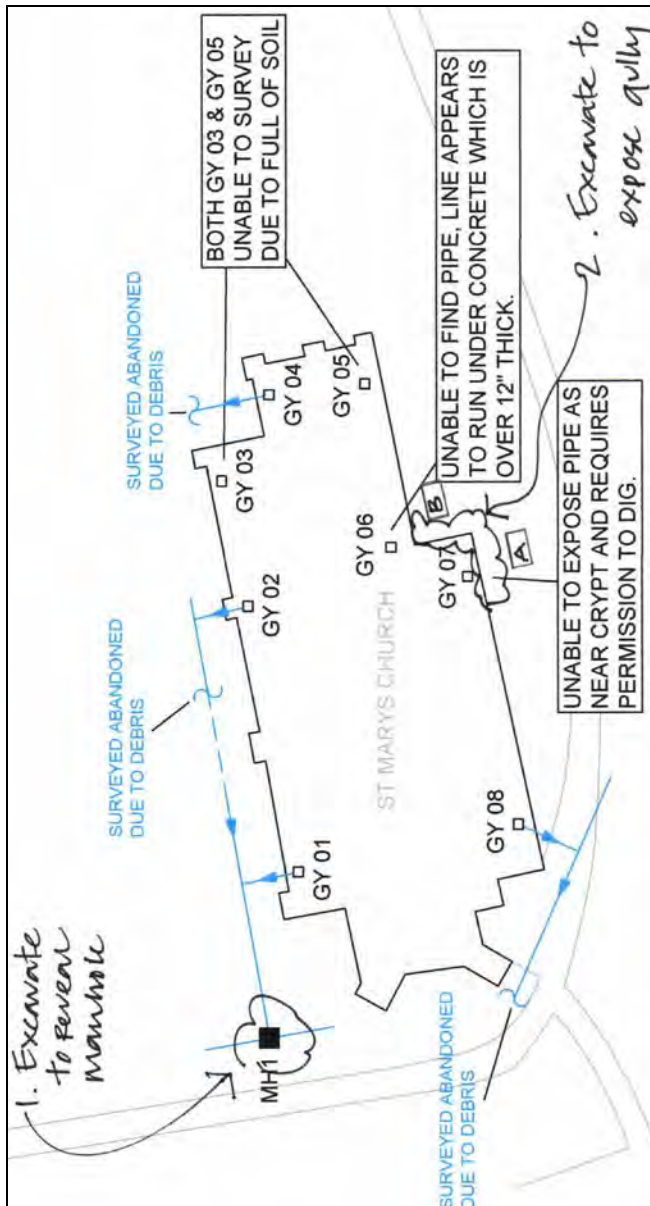 1. Excavate
to reveal
manhole
MH1
SURVEYED ABANDONED
DUE TO DEBRIS
SURVEYED ABANDONED
DUE TO DEBRIS
BOTH GY 03 & GY 05
UNABLE TO SURVEY
DUE TO FULL OF SOIL
GY 01
GY 02
GY 03
GY 04
GY 05
GY 06
GY 07
GY 08
ST MARYS CHURCH
UNABLE TO FIND PIPE, LINE APPEARS
TO RUN UNDER CONCRETE WHICH IS
OVER 12" THICK.
B
A
UNABLE TO EXPOSE PIPE AS
NEAR CRYPT AND REQUIRES
PERMISSION TO DIG.
2. Excavate to
expose gully
SURVEYED ABANDONED
DUE TO DEBRIS